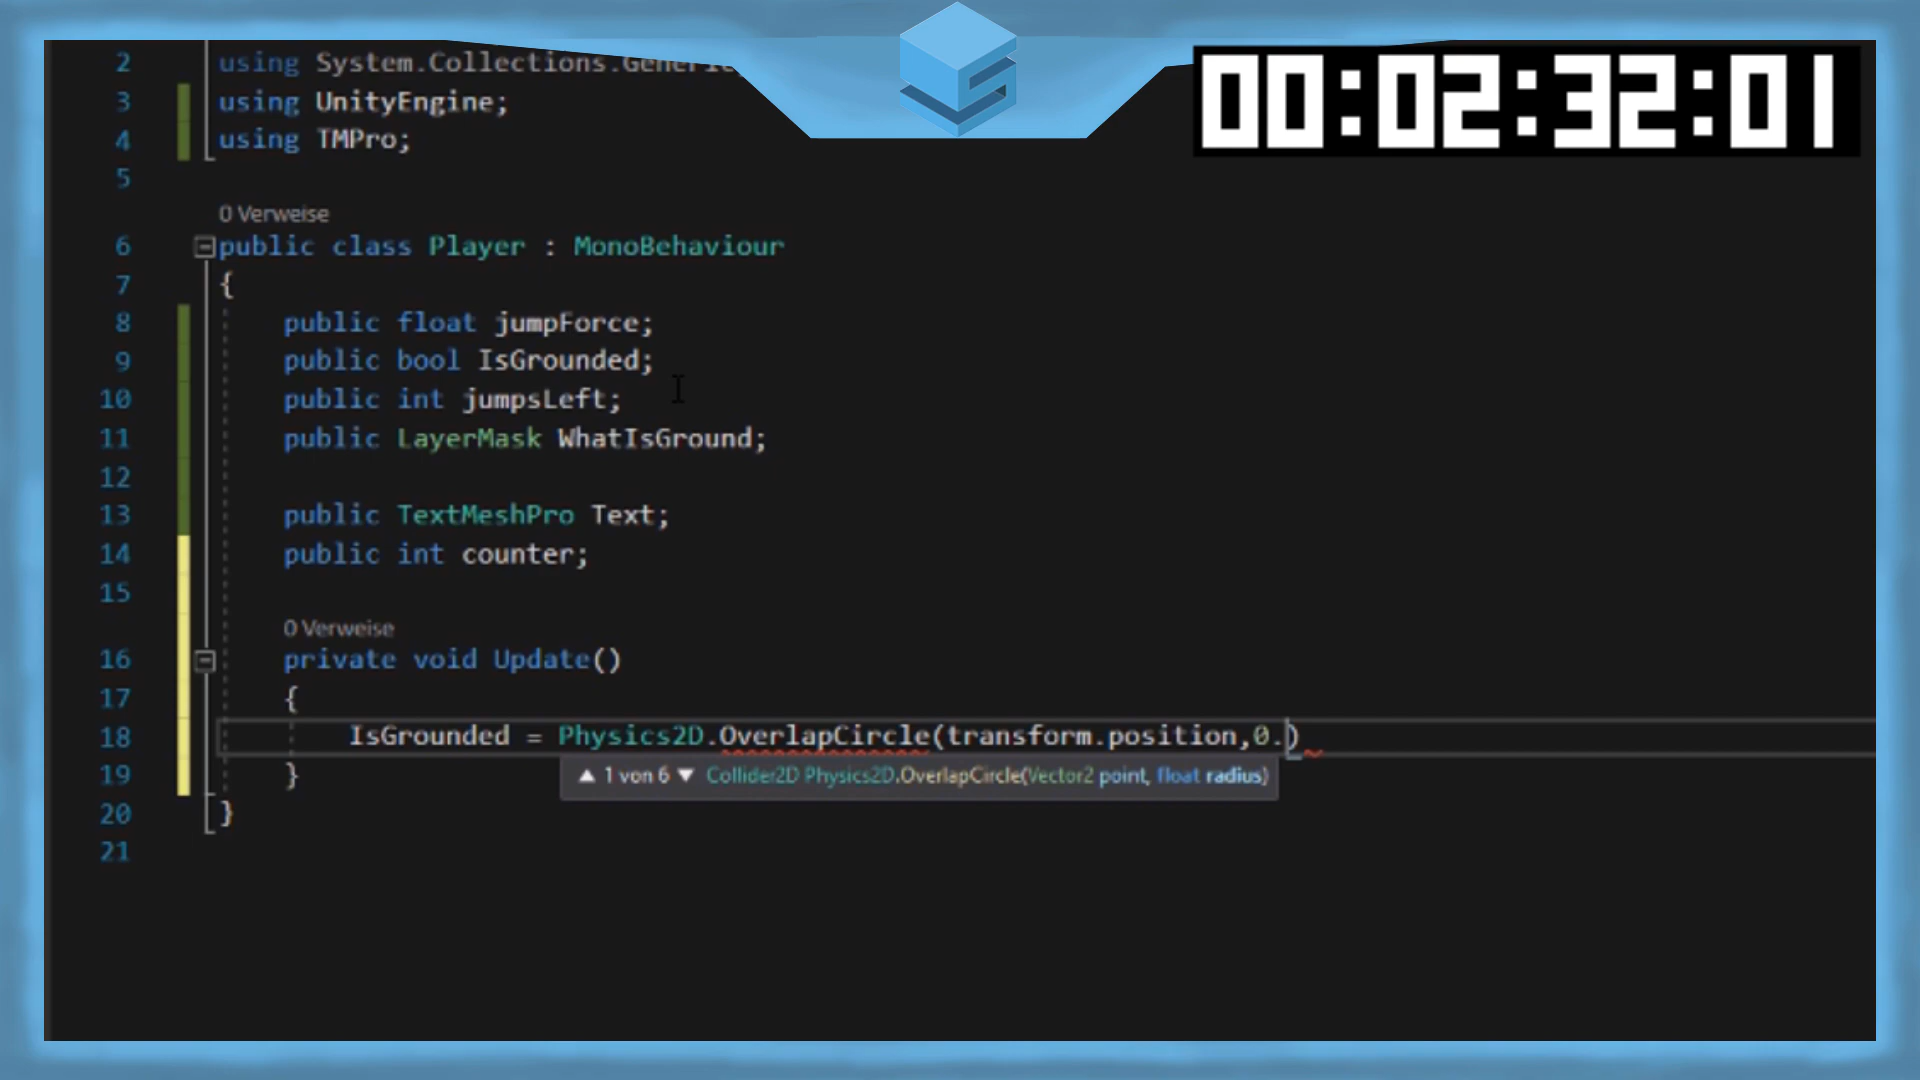 00:02:32:01
2 using System.Collections.Generic;
3 using UnityEngine;
4 using TMPro;
5
0 Verweise
6 public class Player : MonoBehaviour
7 {
8 public float jumpForce;
9 public bool IsGrounded;
10 public int jumpsLeft;
11 public LayerMask WhatIsGround;
12
13 public TextMeshPro Text;
14 public int counter;
15
0 Verweise
16 private void Update()
17 {
18 IsGrounded = Physics2D.OverlapCircle(transform.position,0.)
▲ 1 von 6 ▼ Collider2D Physics2D.OverlapCircle(Vector2 point, float radius)
19 }
20 }
21